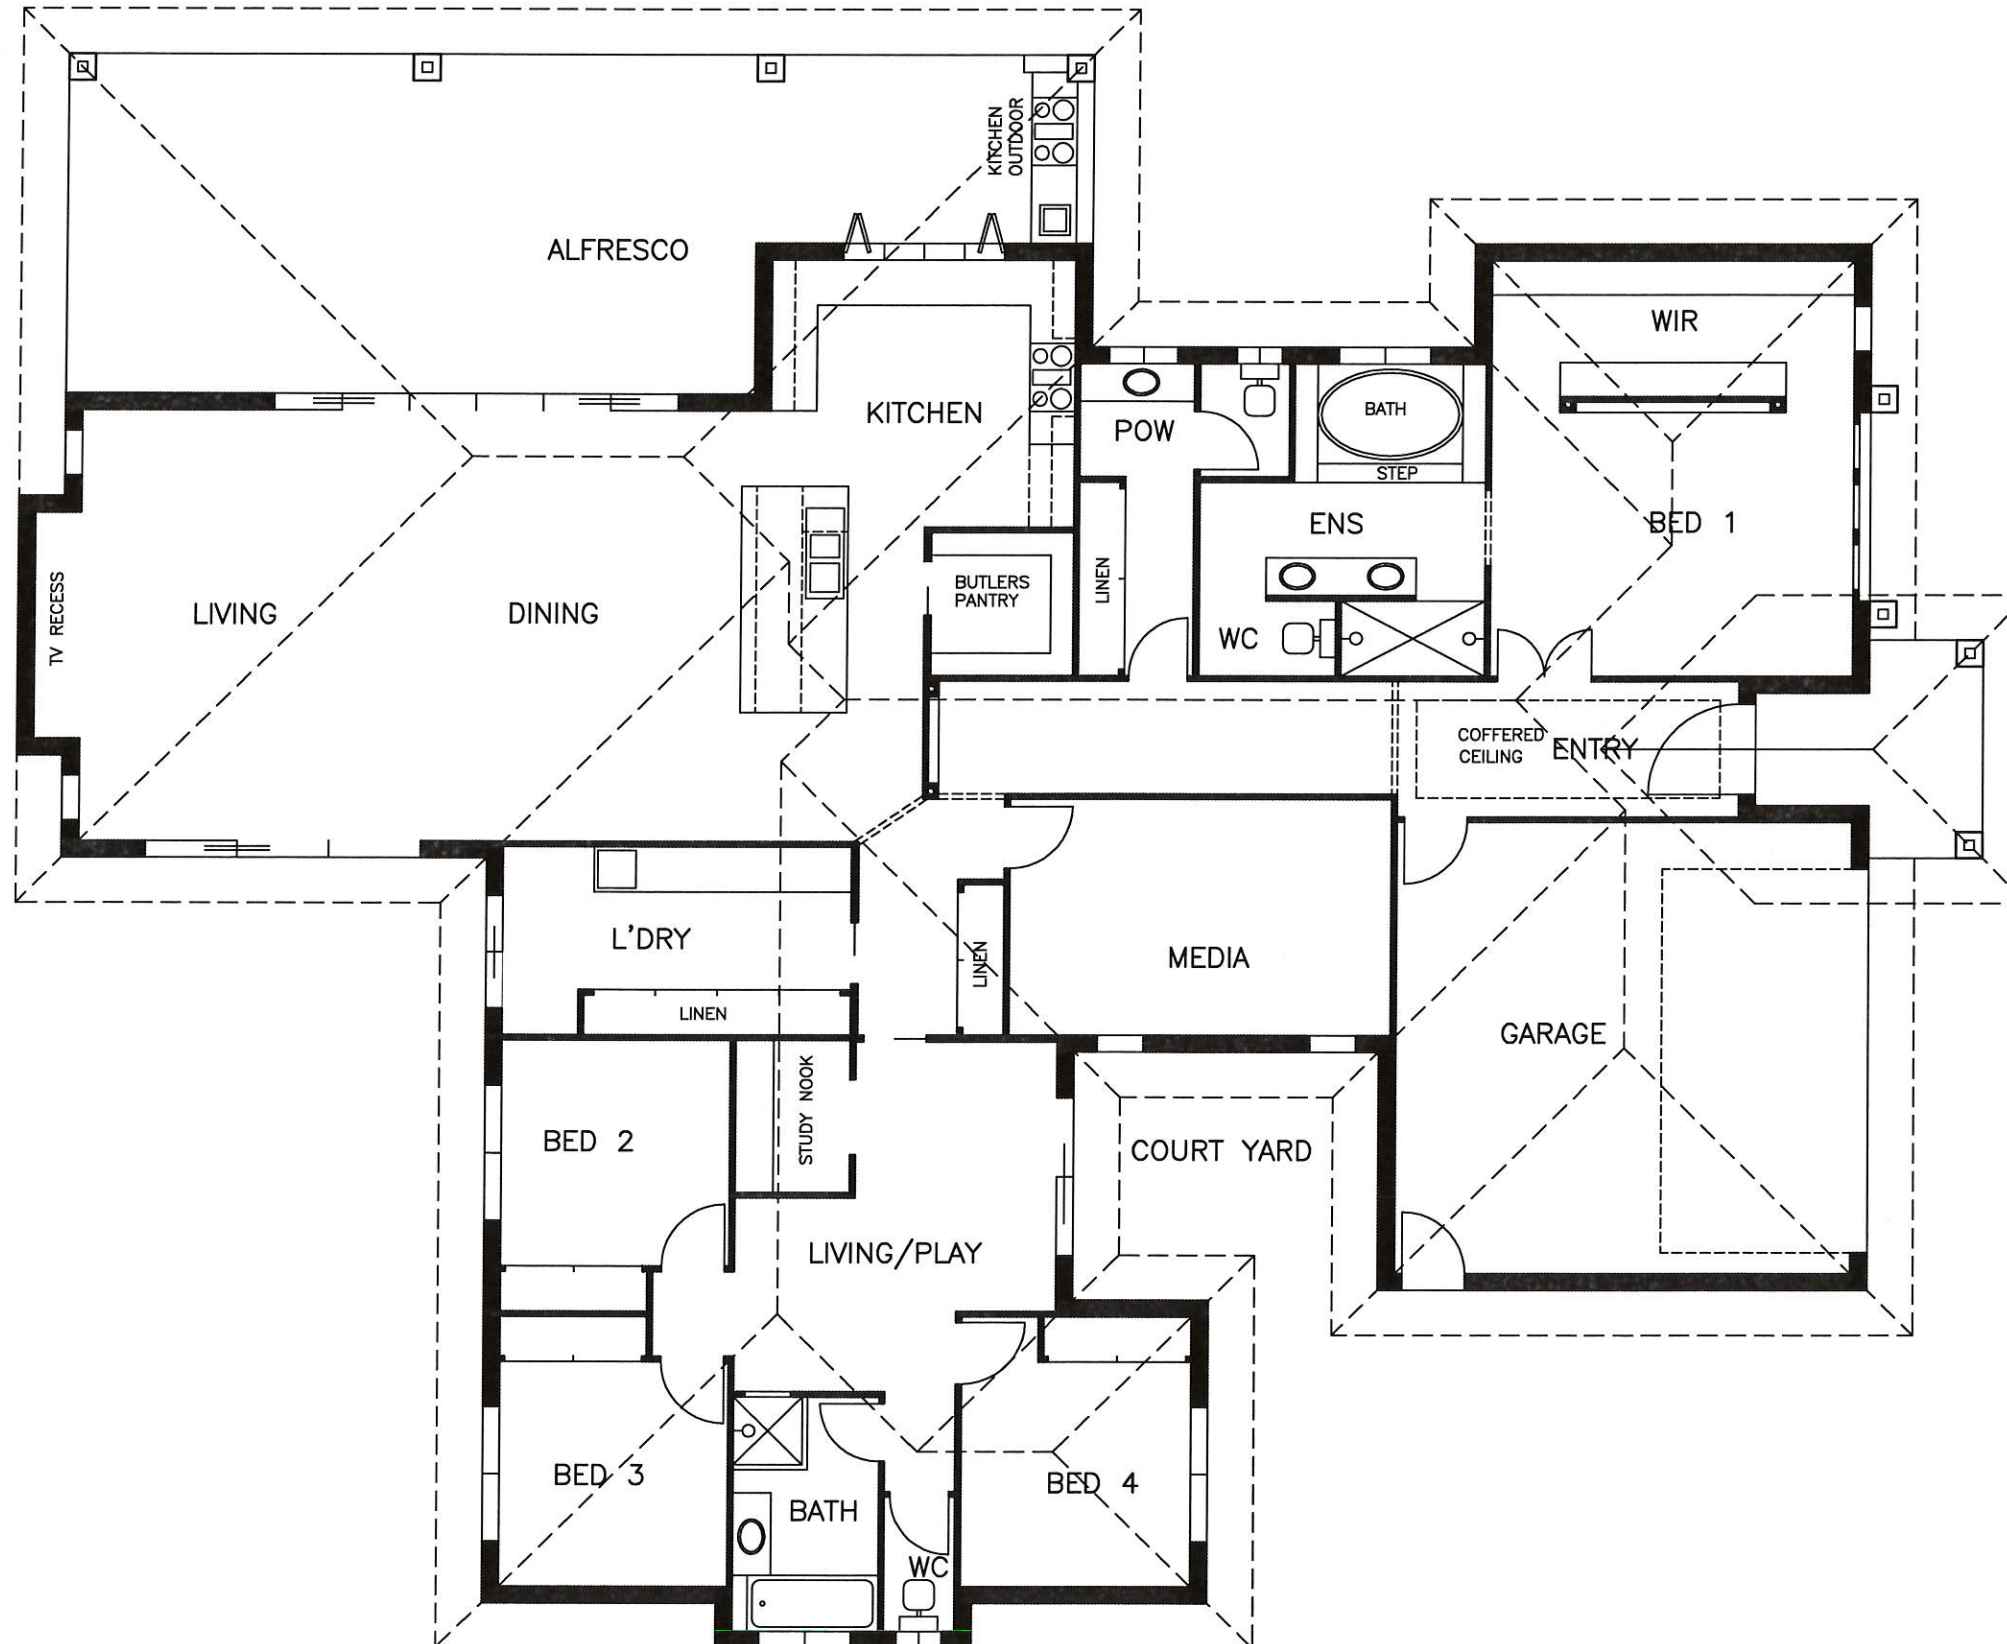 KITCHEN
OUTDOOR
ALFRESCO
WIR
KITCHEN
POW
BATH
STEP
ENS
BED 1
TV RECESS
LIVING
DINING
BUTLERS
PANTRY
LINEN
WC
COFFERED
CEILING
ENTRY
L'DRY
LINEN
LINEN
MEDIA
GARAGE
BED 2
STUDY NOOK
COURT YARD
LIVING/PLAY
BED 3
BATH
WC
BED 4